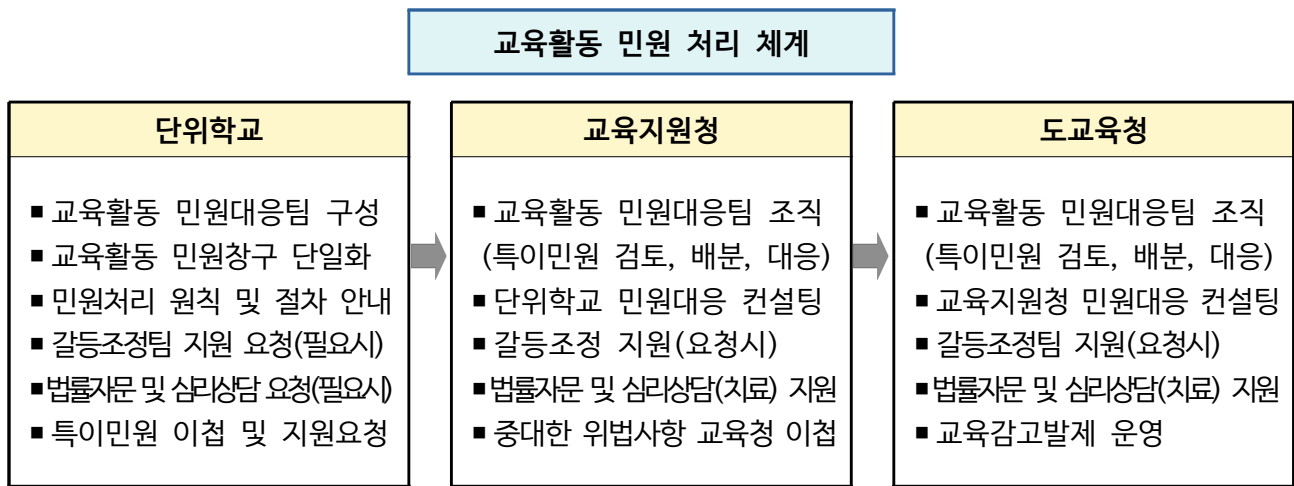 교육활동 민원 처리 체계
단위학교
■ 교육활동 민원대응팀 구성
■ 교육활동 민원창구 단일화
■ 민원처리 원칙 및 절차 안내
■ 갈등조정팀 지원 요청(필요시)
■ 법률자문 및 심리상담 요청(필요시)
■ 특이민원 이첩 및 지원요청
교육지원청
■ 교육활동 민원대응팀 조직
(특이민원 검토, 배분, 대응)
■ 단위학교 민원대응 컨설팅
■ 갈등조정 지원(요청시)
■ 법률자문 및 심리상담(치료) 지원
■ 중대한 위법사항 교육청 이첩
도교육청
■ 교육활동 민원대응팀 조직
(특이민원 검토, 배분, 대응)
■ 교육지원청 민원대응 컨설팅
■ 갈등조정팀 지원(요청시)
■ 법률자문 및 심리상담(치료) 지원
■ 교육감고발제 운영